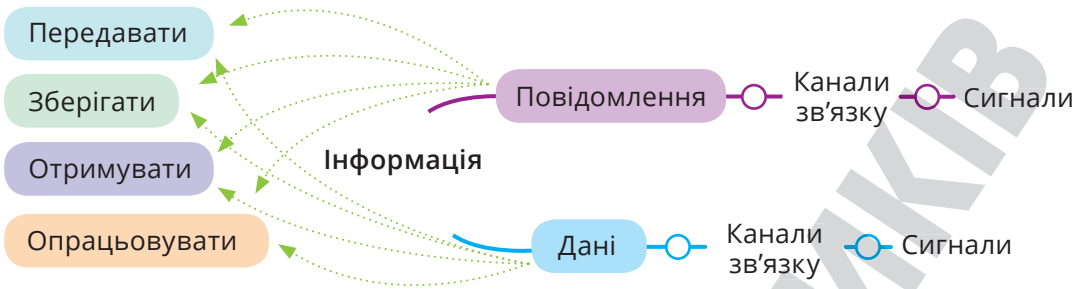 Передавати
Зберігати
Отримувати
Опрацьовувати
Інформація
Повідомлення
Канали
зв’язку
Сигнали
Дані
Канали
зв’язку
Сигнали